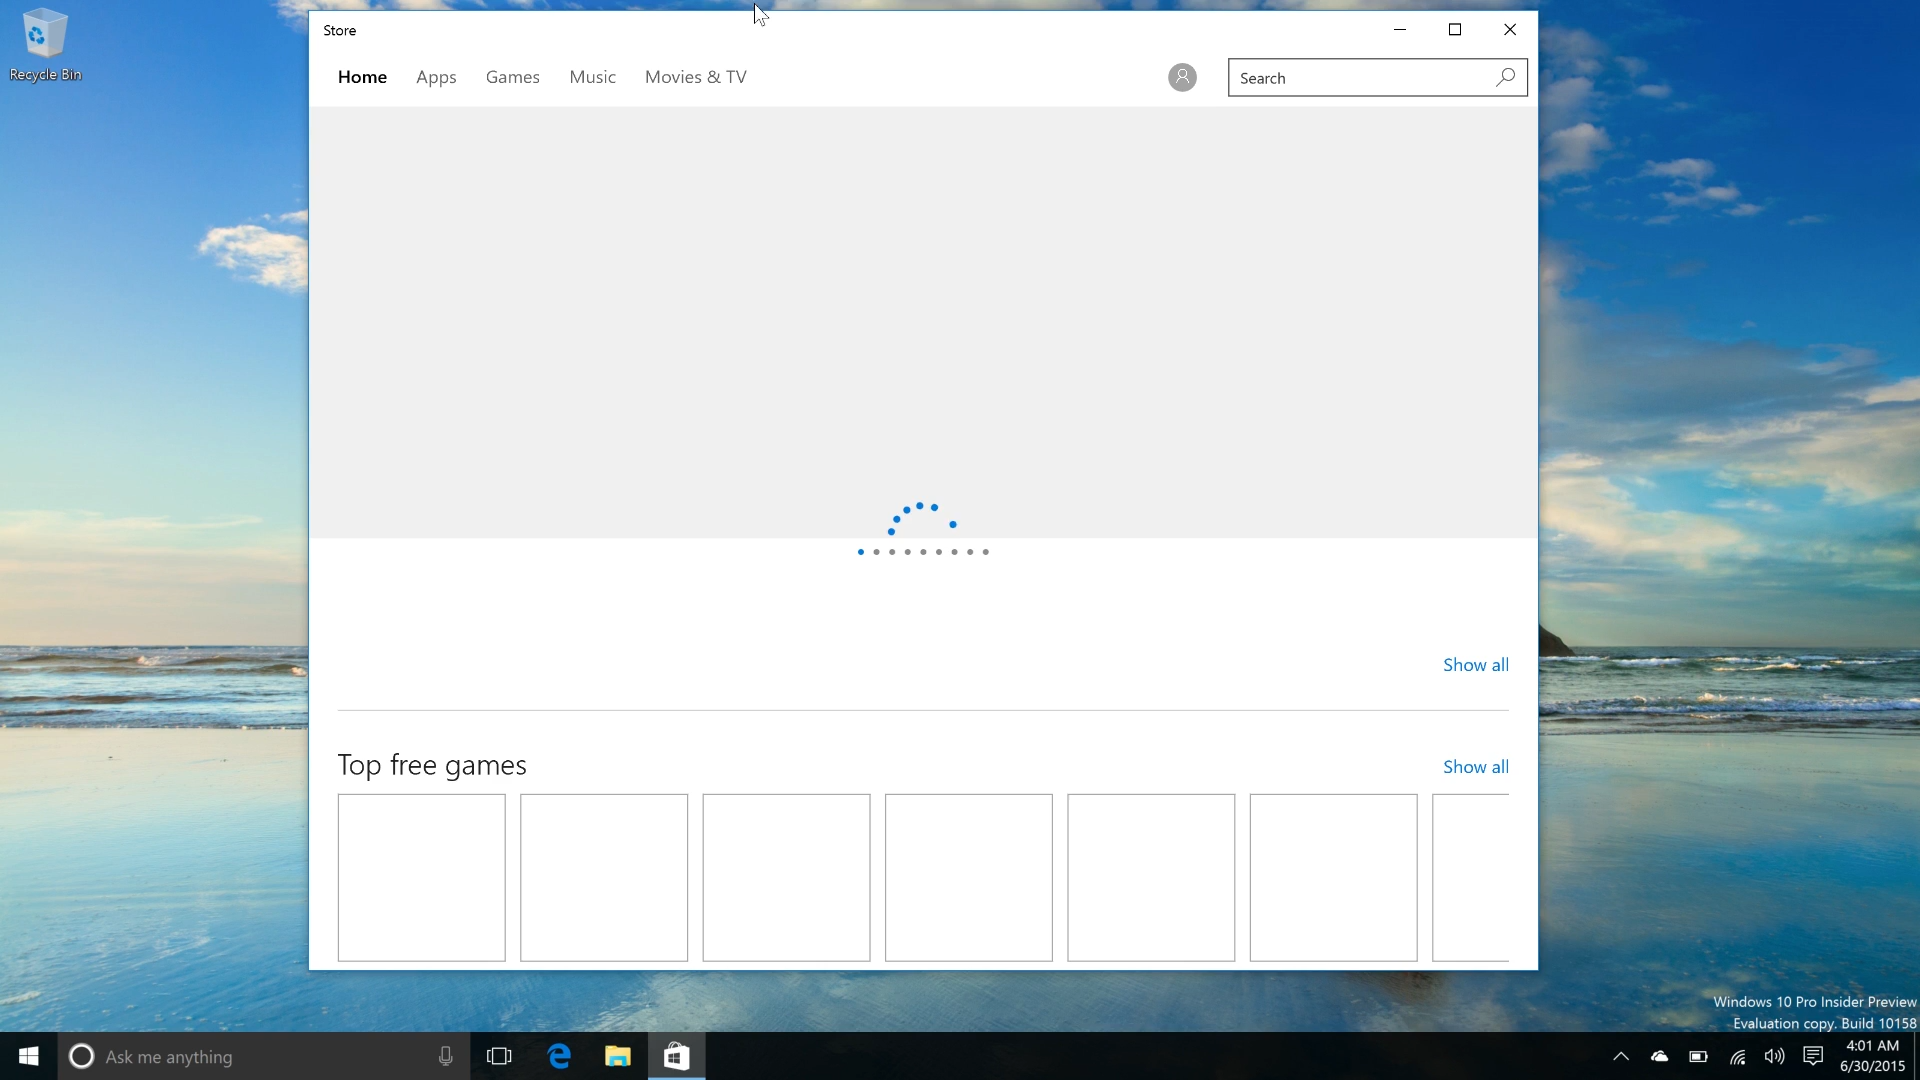 Recycle Bin
Store
Home Apps Games Music Movies & TV
Search
Show all
Top free games
Show all
Windows 10 Pro Insider Preview
Evaluation copy. Build 10158
Ask me anything
4:01 AM
6/30/2015